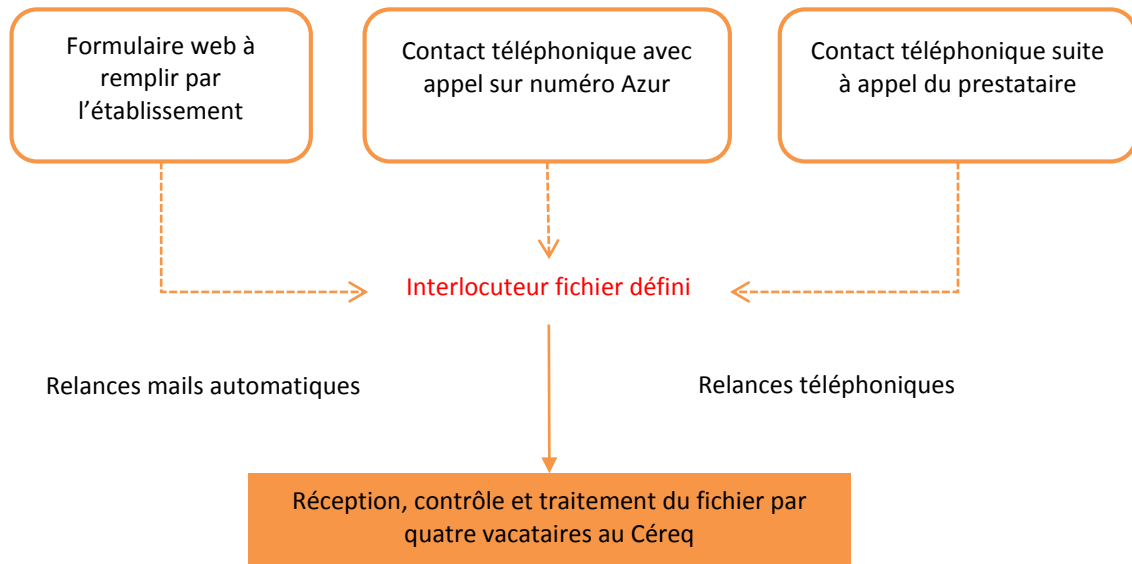 Formulaire web à
remplir par
l’établissement
Contact téléphonique avec
appel sur numéro Azur
Contact téléphonique suite
à appel du prestataire
Interlocuteur fichier défini
Relances mails automatiques
Relances téléphoniques
Réception, contrôle et traitement du fichier par
quatre vacataires au Céreq